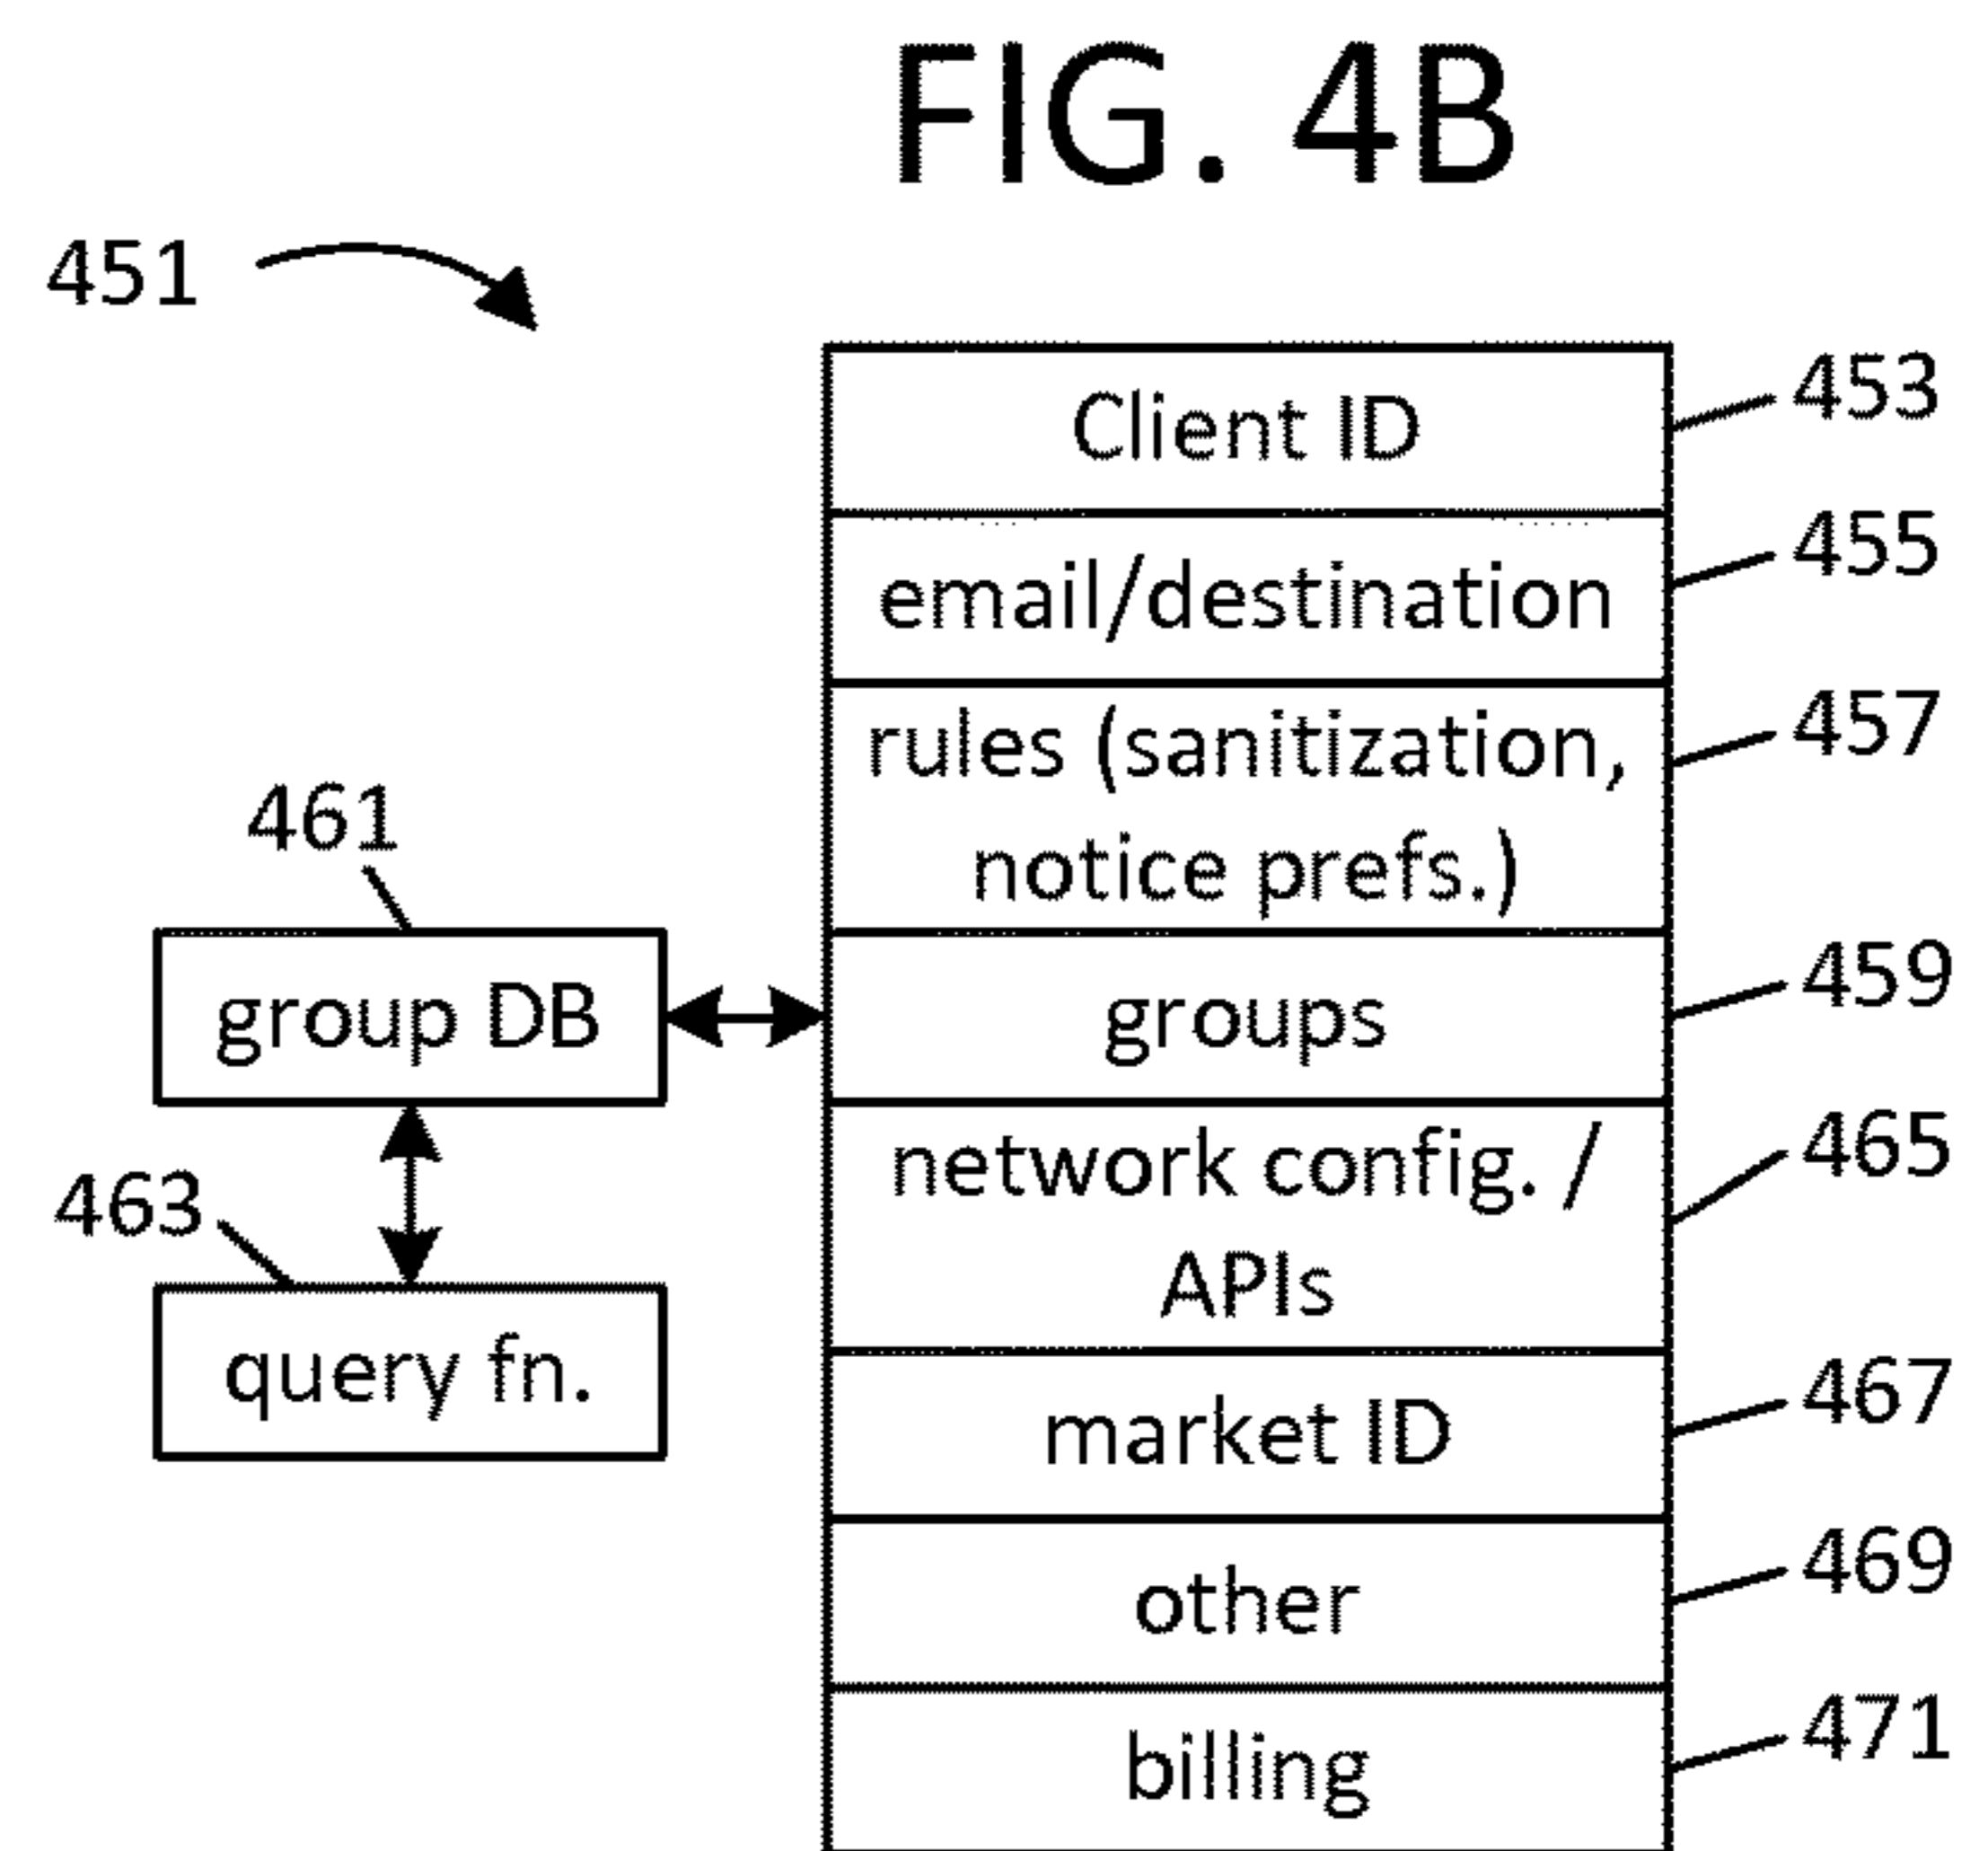 FIG. 4B
451
Client ID
453
email/destination
455
rules (sanitization,
notice prefs.)
457
461
group DB
groups
459
463
query fn.
network config. /
APIs
465
market ID
467
other
469
billing
471